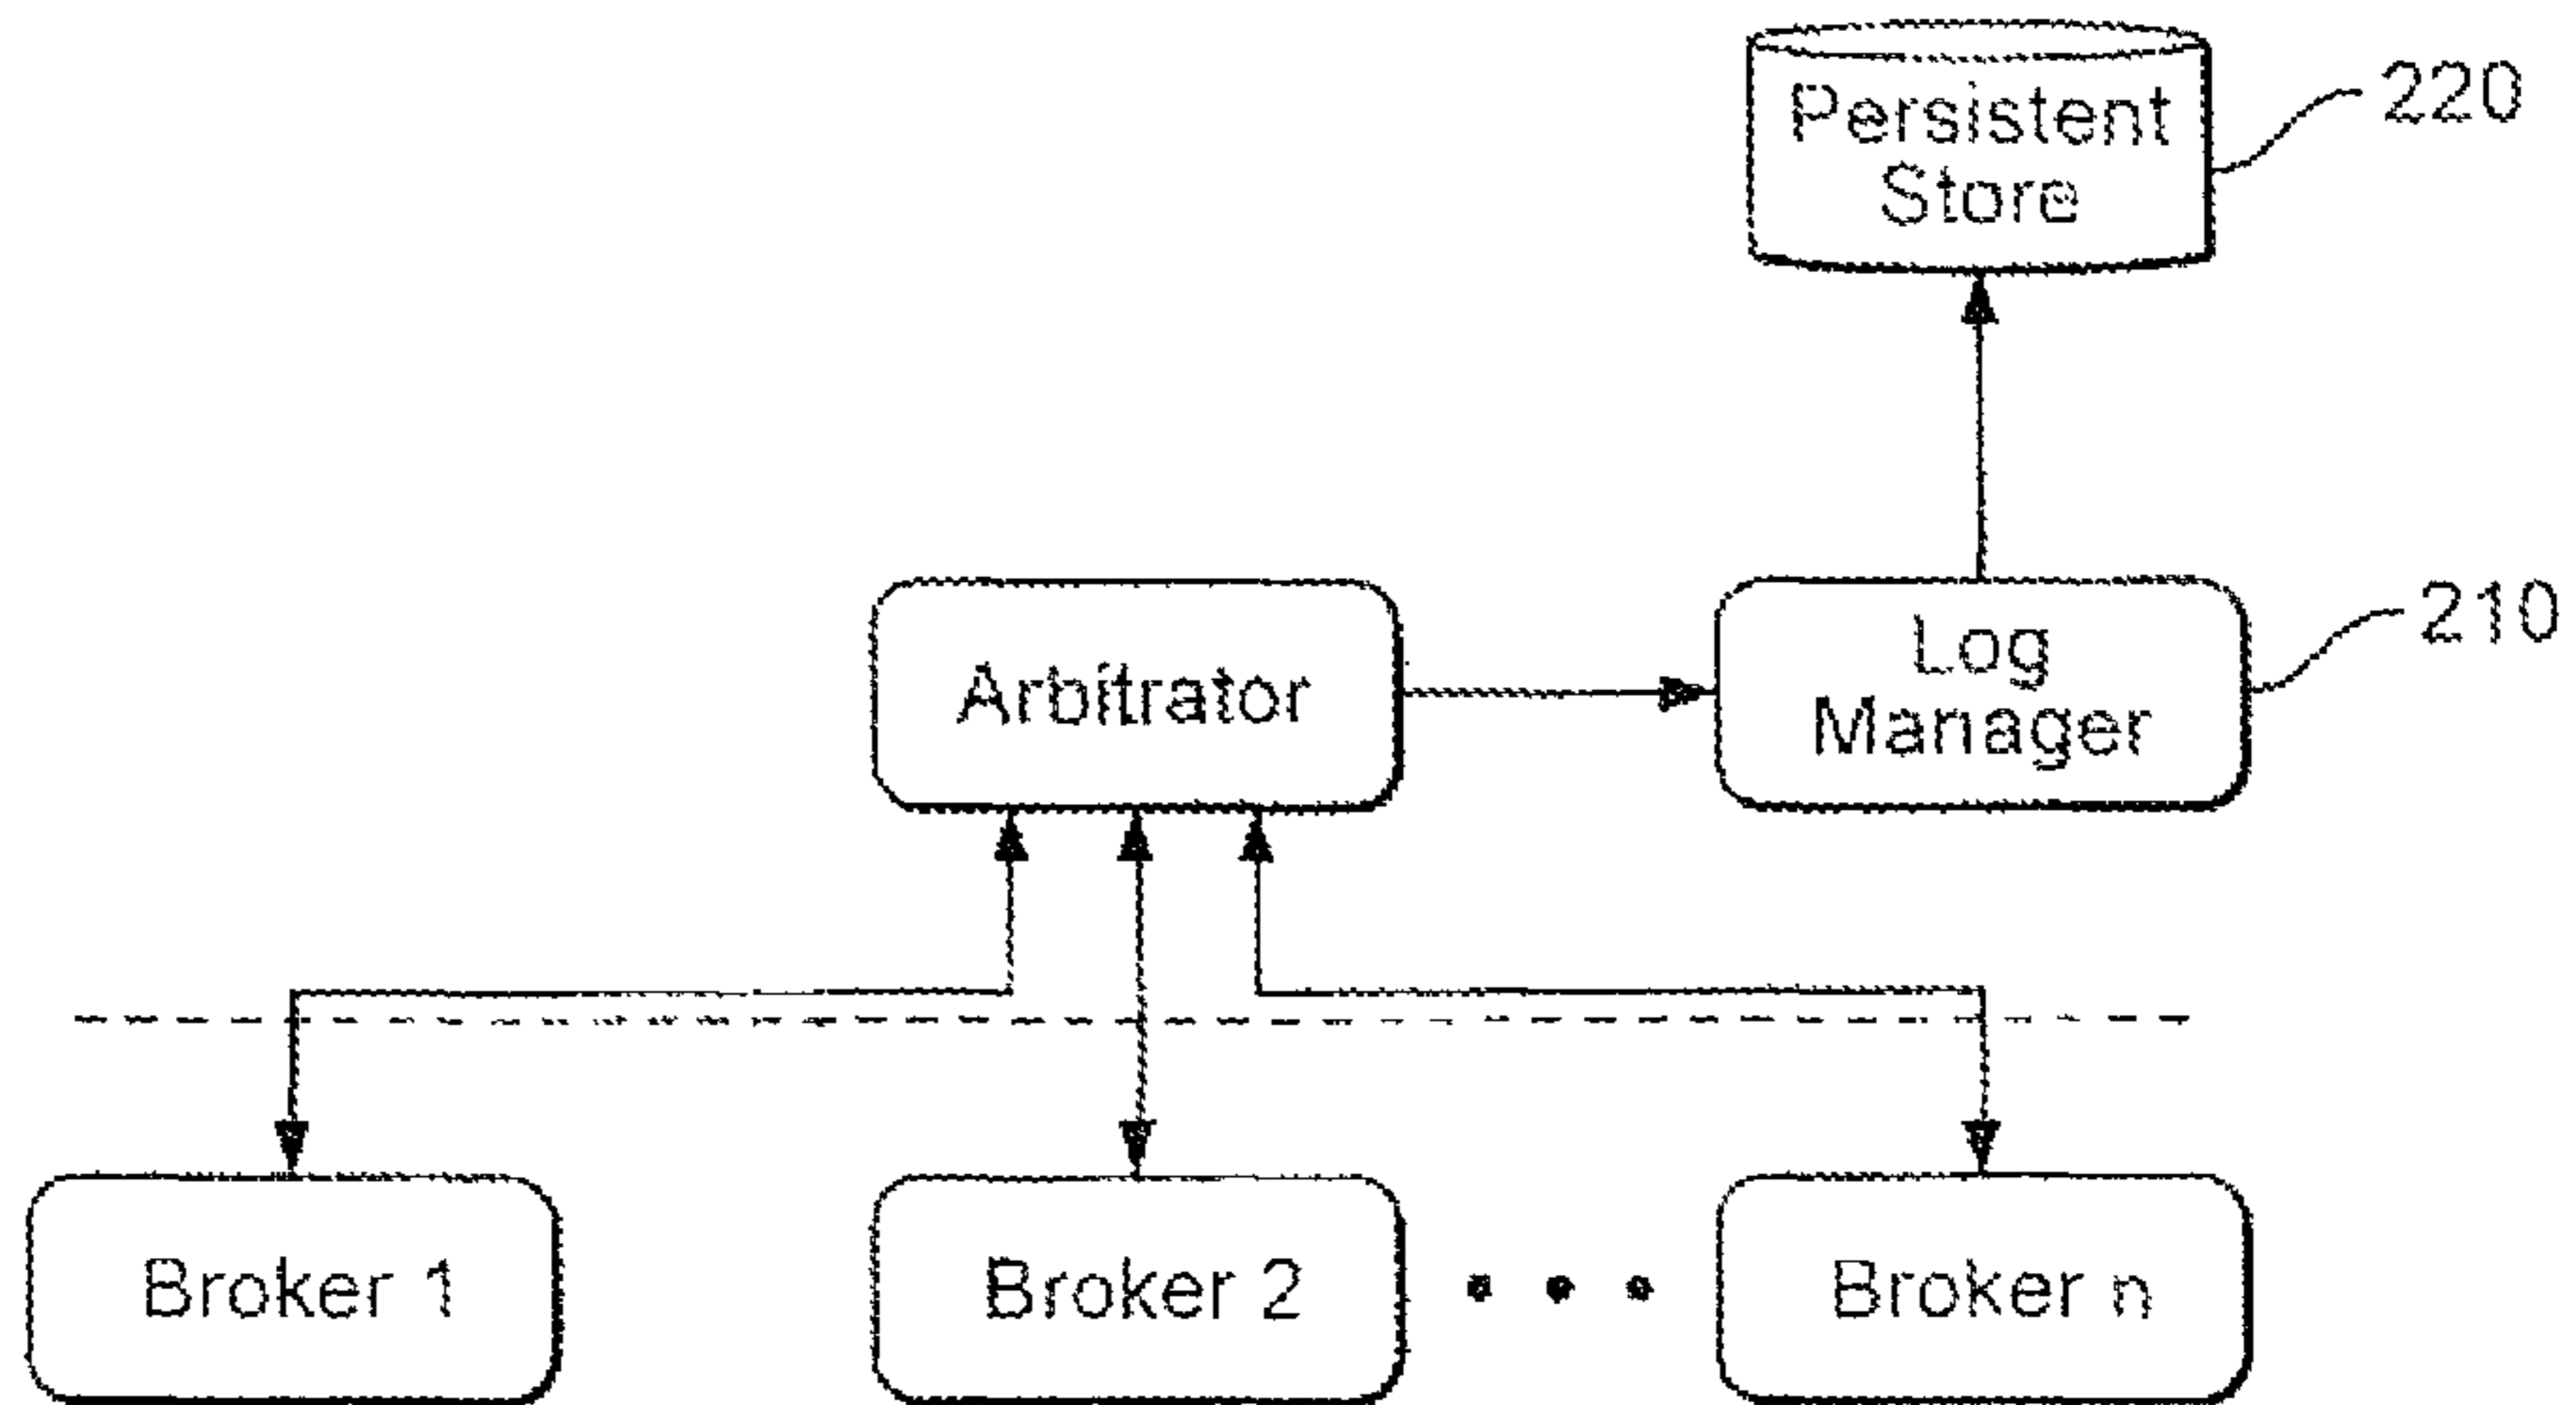 Persistent
Store
220
Arbitrator
Log
Manager
210
Broker 1
Broker 2
Broker n